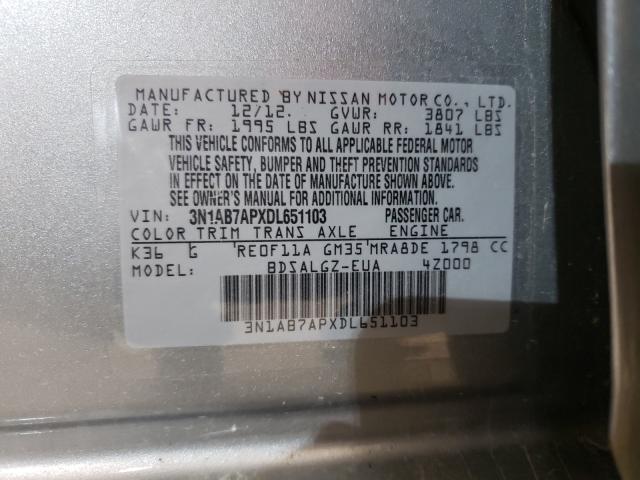 MANUFACTURED BY NISSAN MOTOR CO., LTD.
DATE: 12/12. GVWR: 3807 LBS
GAWR FR: 1995 LBS GAWR RR: 1841 LBS
THIS VEHICLE CONFORMS TO ALL APPLICABLE FEDERAL MOTOR
VEHICLE SAFETY, BUMPER AND THEFT PREVENTION STANDARDS
IN EFFECT ON THE DATE OF MANUFACTURE SHOWN ABOVE.
SEE OWNER'S MANUAL FOR ADDITIONAL INFORMATION.
VIN: 3N1AB7APXDL651103 PASSENGER CAR.
COLOR TRIM TRANS AXLE ENGINE
K36 G RE0F11A GM35 MRA8DE 1798 CC
MODEL: BDSALGZ-EUA 4Z000
3N1AB7APXDL651103